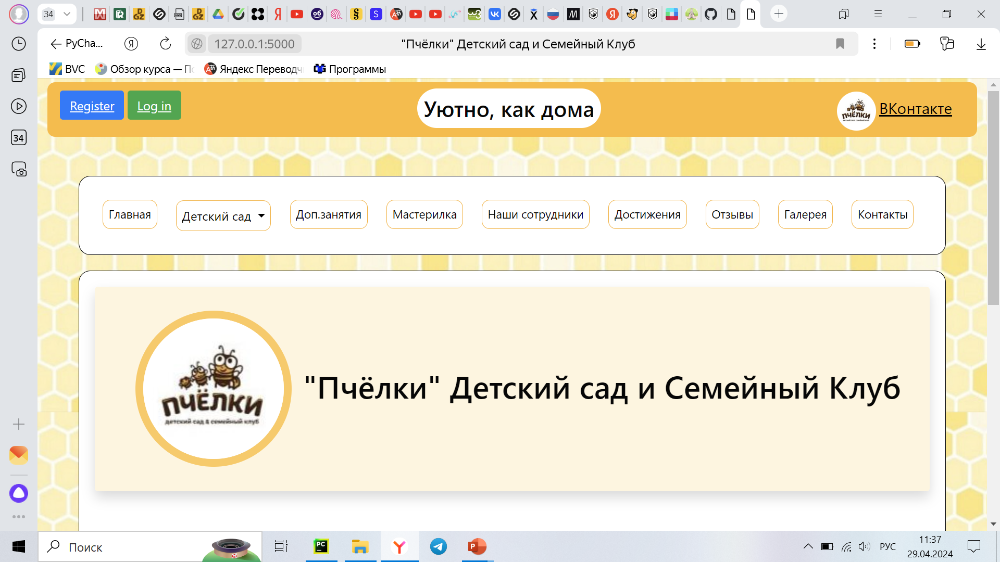 34
PyCha...
127.0.0.1:5000
"Пчёлки" Детский сад и Семейный Клуб
BVC
Обзор курса — По
Яндекс Переводч
Программы
34
Register
Log in
Уютно, как дома
ПЧЁЛКИ
ВКонтакте
Главная
Детский сад
Доп.занятия
Мастерилка
Наши сотрудники
Достижения
Отзывы
Галерея
Контакты
ПЧЁЛКИ
детский сад & семейный клуб
"Пчёлки" Детский сад и Семейный Клуб
Поиск
РУС
11:37
29.04.2024